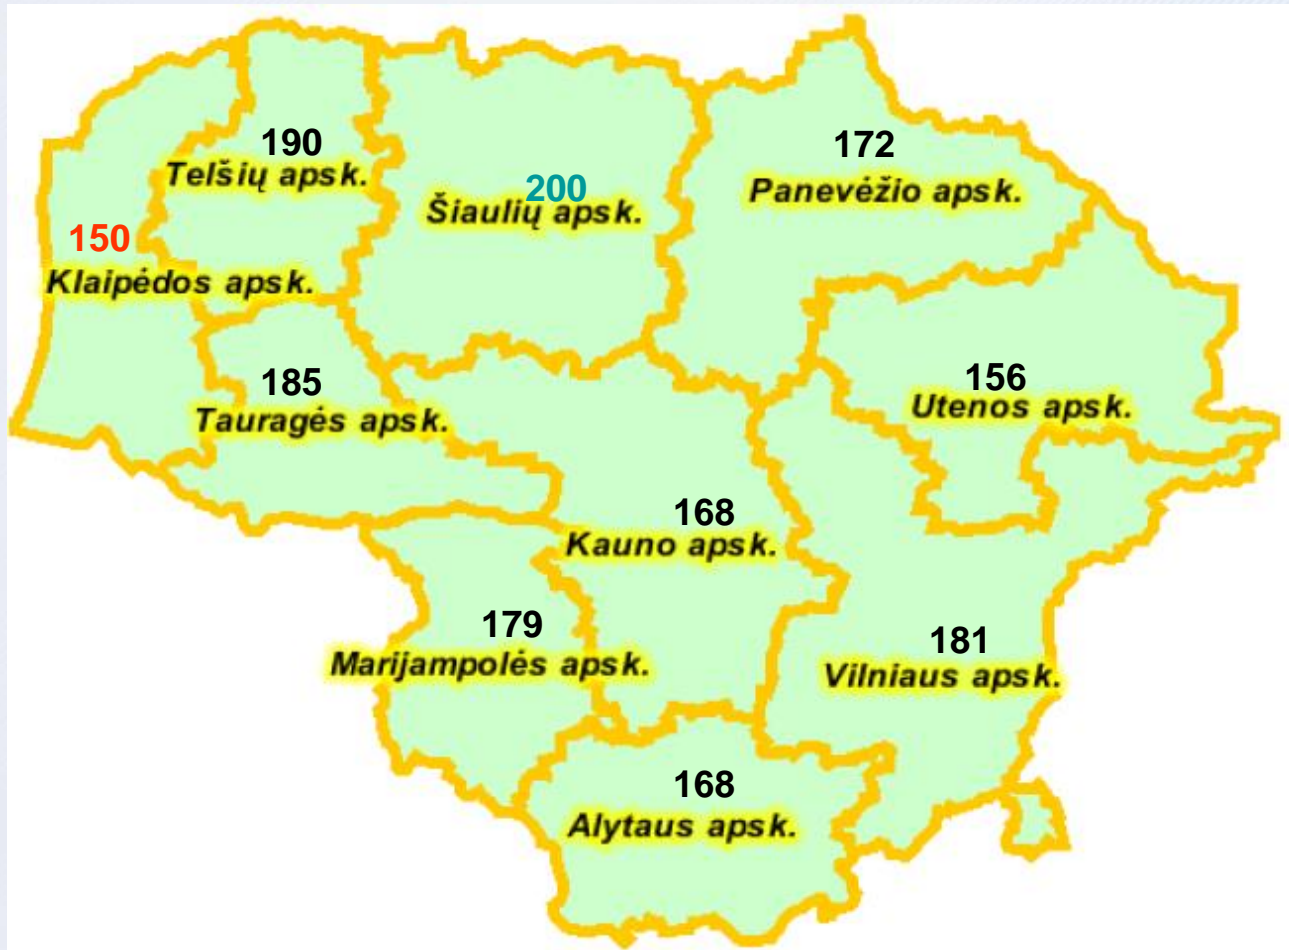 190
Telšių apsk.
200
Šiaulių apsk.
172
Panevėžio apsk.
150
Klaipėdos apsk.
185
Tauragės apsk.
156
Utenos apsk.
168
Kauno apsk.
179
Marijampolės apsk.
181
Vilniaus apsk.
168
Alytaus apsk.